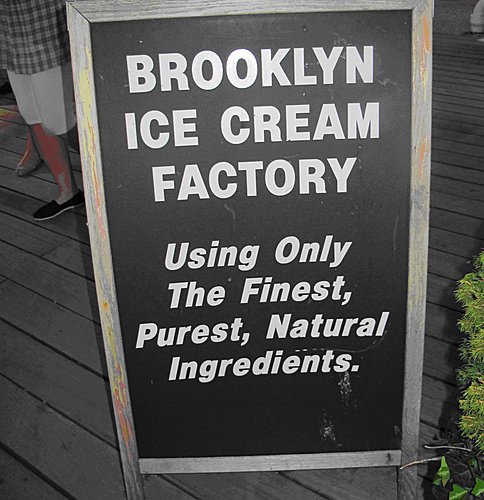 BROOKLYN
ICE CREAM
FACTORY
Using Only
The Finest,
Purest, Natural
Ingredients.